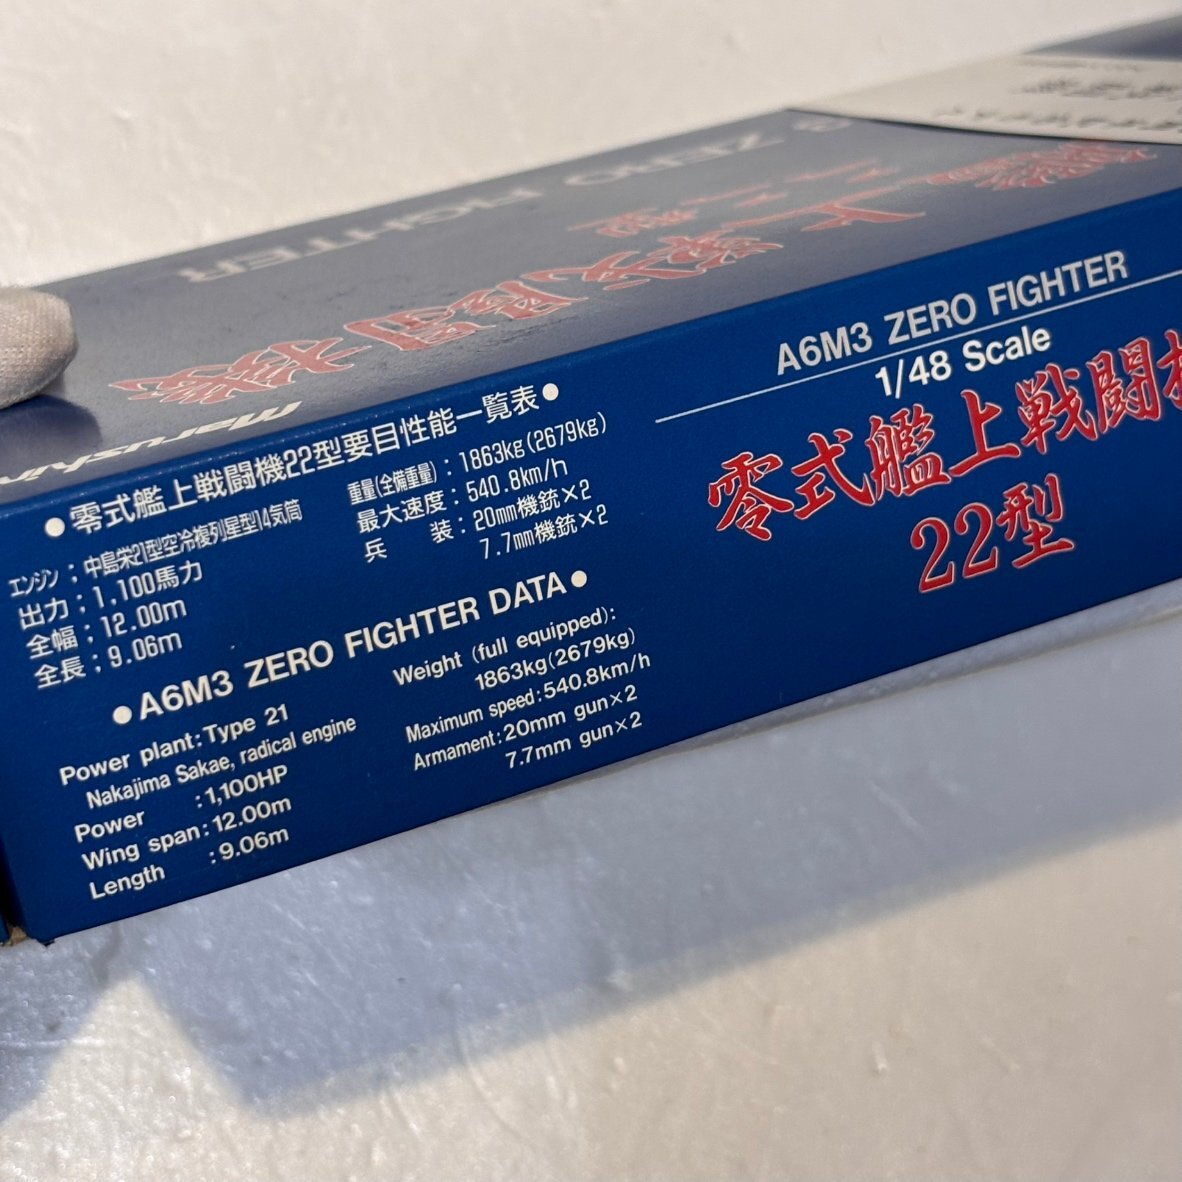 ZERO FIGHTER
二二型
上戦闘機
Marushin
A6M3 ZERO FIGHTER
1/48 Scale
零式艦上戦闘機
22型
●零式艦上戦闘機22型要目性能一覧表●
エンジン：中島栄21型空冷複列星型14気筒
出力：1,100馬力
全幅：12.00m
全長：9.06m
重量(全備重量)：1863kg(2679kg)
最大速度：540.8km/h
兵　装：20mm機銃×2
7.7mm機銃×2
●A6M3 ZERO FIGHTER DATA●
Power plant:Type 21
Nakajima Sakae, radical engine
Power :1,100HP
Wing span:12.00m
Length :9.06m
Weight (full equipped):
1863kg(2679kg)
Maximum speed:540.8km/h
Armament:20mm gun×2
7.7mm gun×2